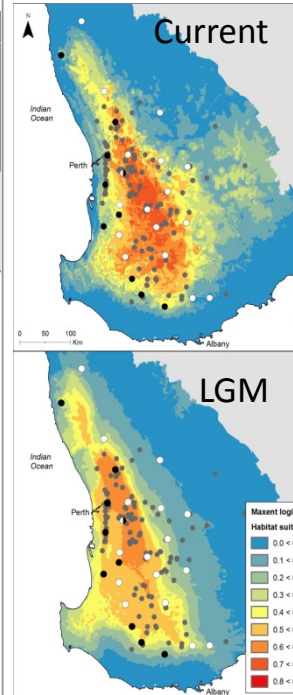 Current
N
Indian
Ocean
Perth
0 50 100
Km
Albany
LGM
Indian
Ocean
Perth
Maxent logi
Habitat suit
0.0 <
0.1 <
0.2 <
0.3 <
0.4 <
0.5 <
0.6 <
0.7 <
0.8 <
Albany